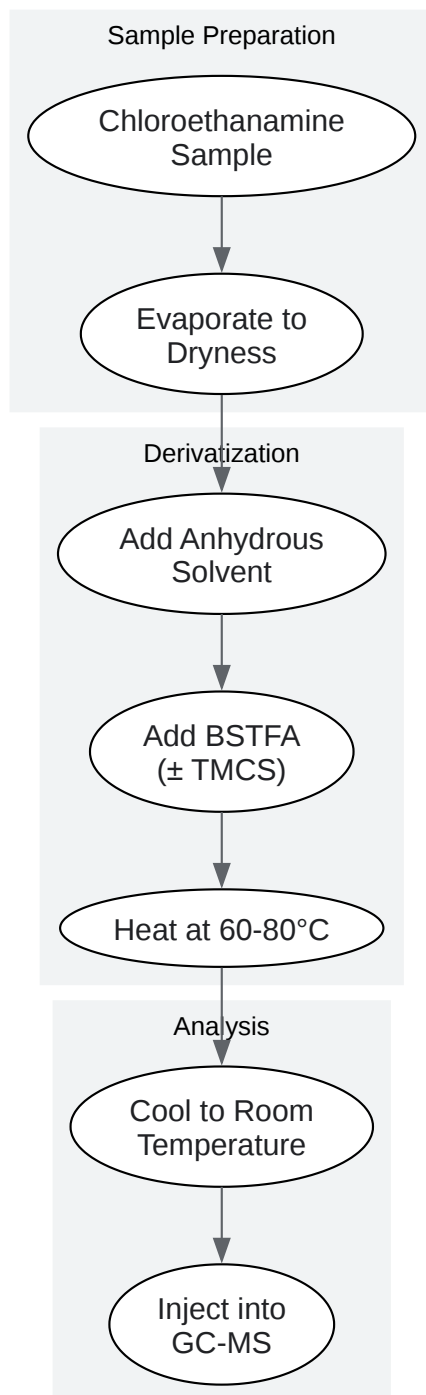 Sample Preparation
Chloroethanamine
Sample
Evaporate to
Dryness
Derivatization
Add Anhydrous
Solvent
Add BSTFA
(± TMCS)
Heat at 60-80°C
Analysis
Cool to Room
Temperature
Inject into
GC-MS